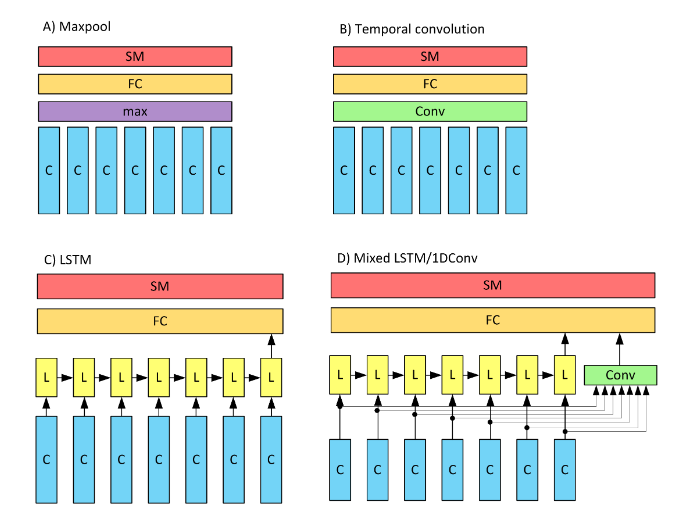 A) Maxpool
SM
FC
max
C C C C C C C
B) Temporal convolution
SM
FC
Conv
C C C C C C C
C) LSTM
SM
FC
L L L L L L L
C C C C C C C
D) Mixed LSTM/1DConv
SM
FC
L L L L L L L Conv
C C C C C C C